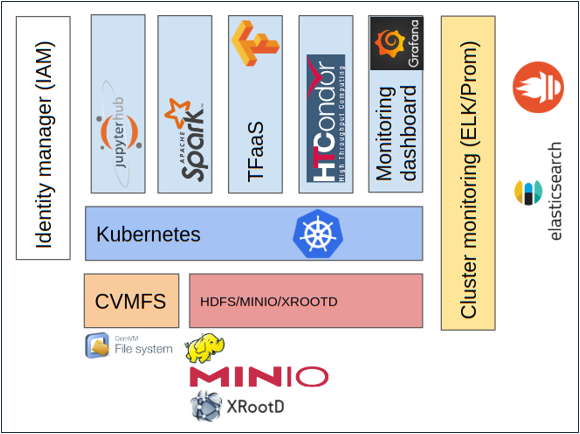 Identity manager (IAM)
jupyterhub
APACHE
Spark
TM
TFaaS
HTCondor
High Throughput Computing
Monitoring
dashboard
Grafana
Cluster monitoring (ELK/Prom)
elasticsearch
Kubernetes
CVMFS
HDFS/MINIO/XROOTD
CernVM
File system
MINIO
XRootD